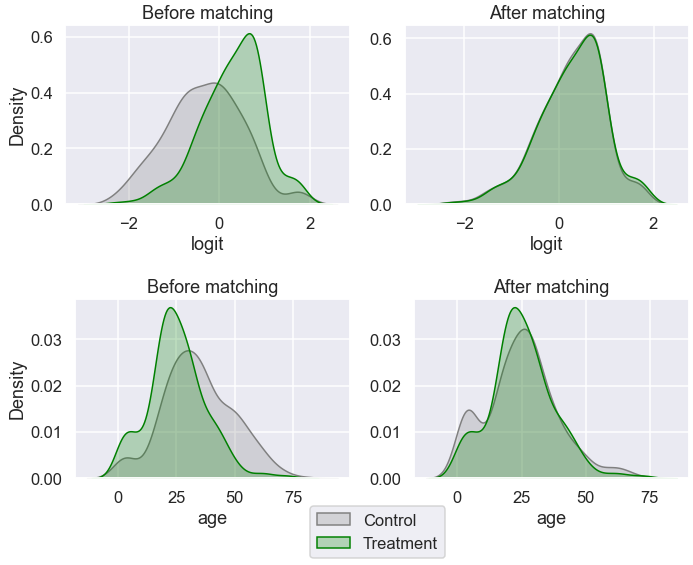 Before matching
After matching
0.6
0.4
0.2
0.0
Density
−2
0
2
logit
0.6
0.4
0.2
0.0
−2
0
2
logit
Before matching
After matching
0.03
0.02
0.01
0.00
Density
0
25
50
75
age
0.03
0.02
0.01
0.00
0
25
50
75
age
Control
Treatment